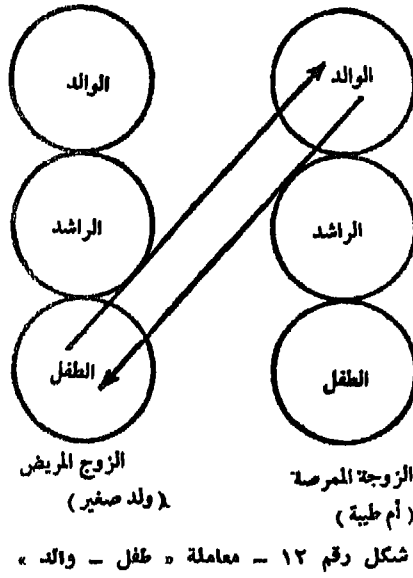 الوالد
الوالد
الراشد
الراشد
الطفل
الطفل
الزوجة الممرصة
( أم طيبة )
الزوج المريض
( ولد صغير )
شكل رقم ١٢ ــ معاملة « طفل ــ والد »